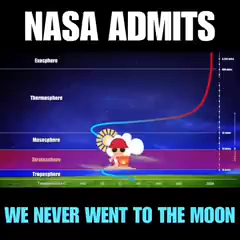 NASA ADMITS
Exosphere
Thermosphere
Mesosphere
Stratosphere
Troposphere
WE NEVER WENT TO THE MOON